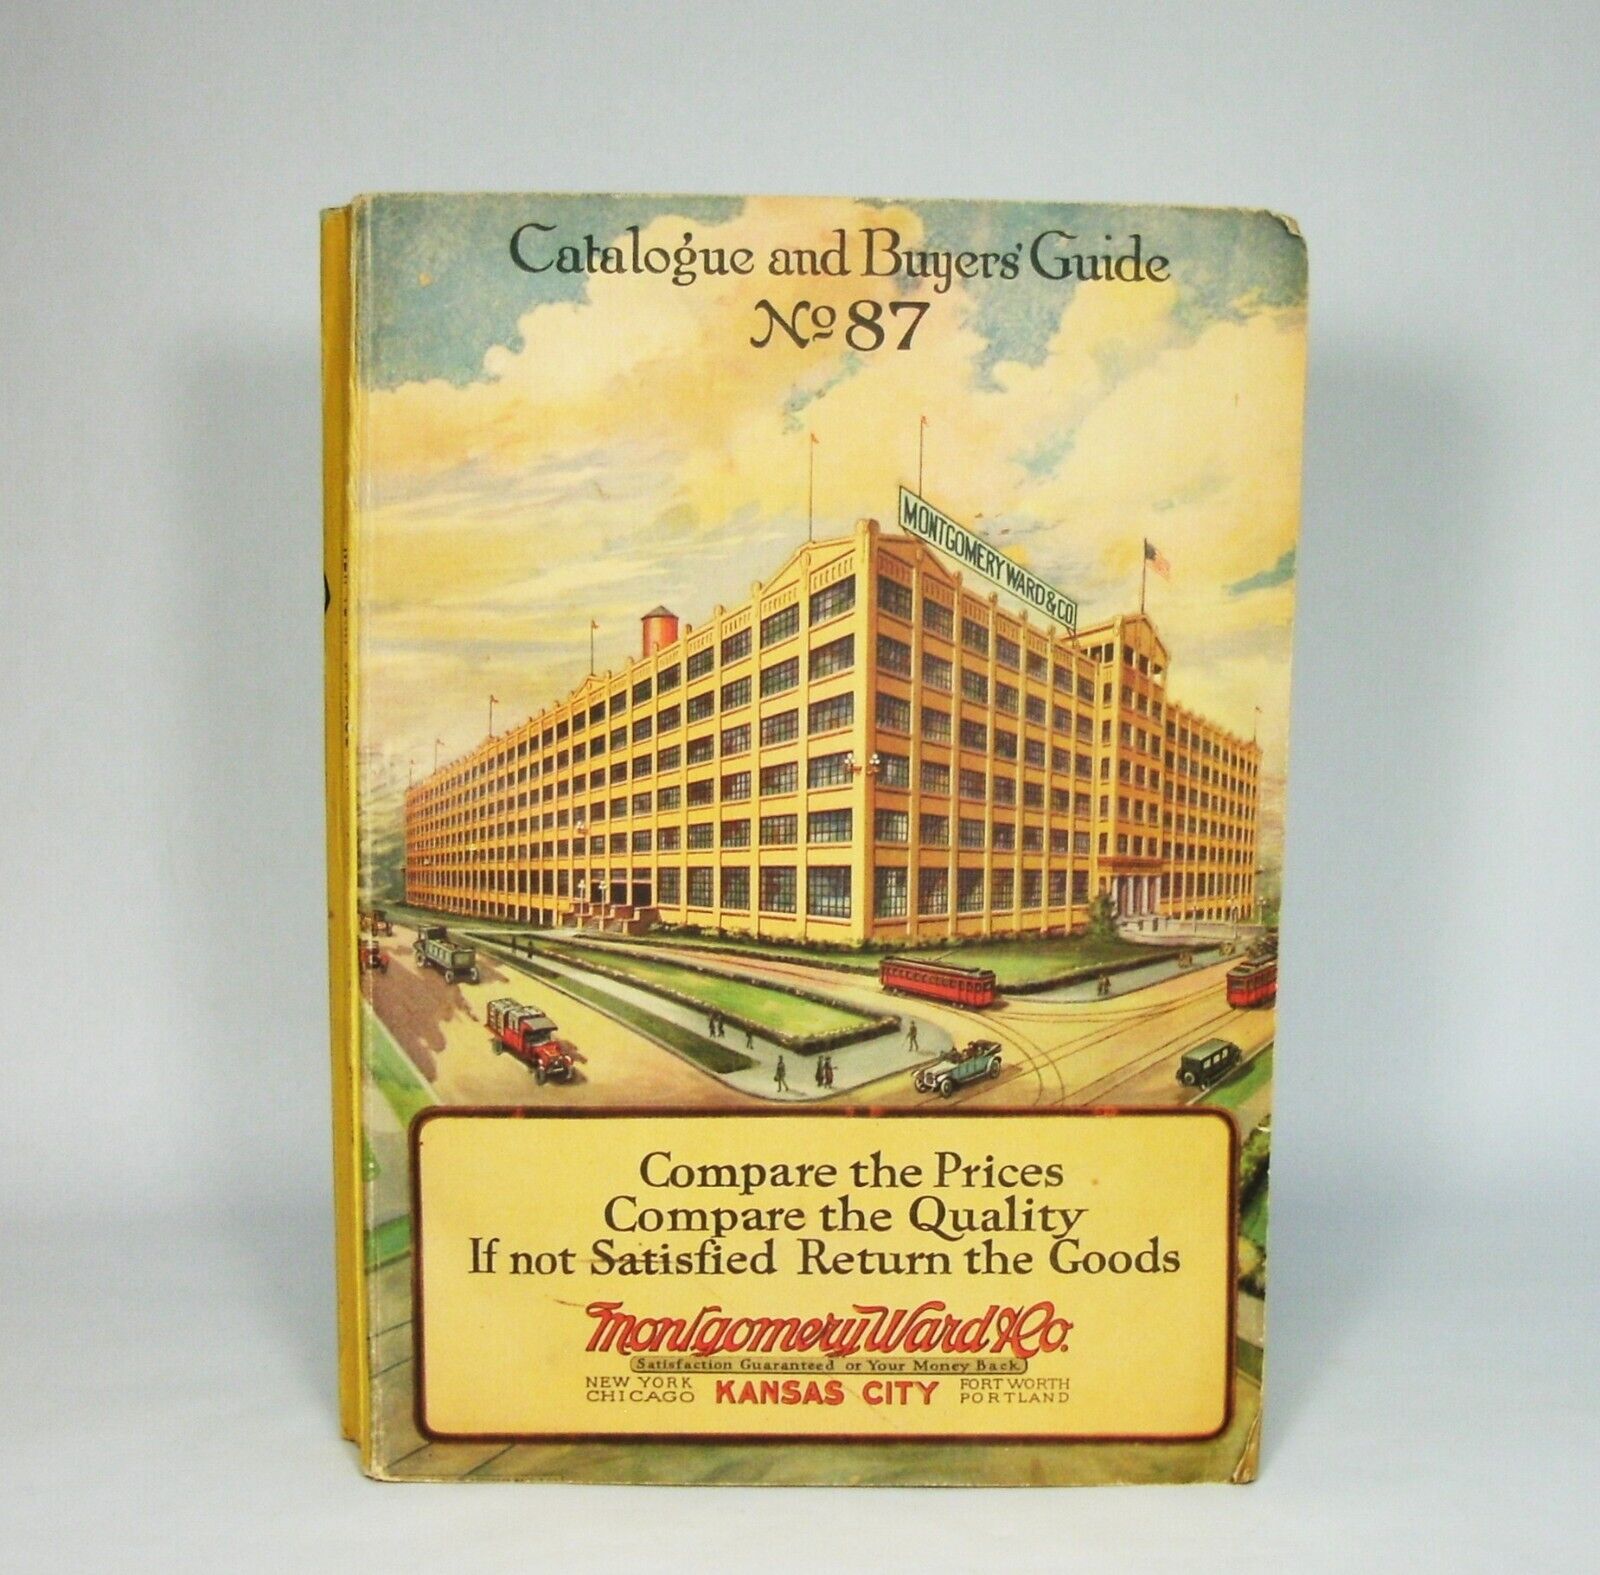 Catalogue and Buyers' Guide
No 87
MONTGOMERY WARD & CO
Compare the Prices
Compare the Quality
If not Satisfied Return the Goods
Montgomery Ward & Co.
Satisfaction Guaranteed or Your Money Back
NEW YORK
CHICAGO
KANSAS CITY
FORT WORTH
PORTLAND